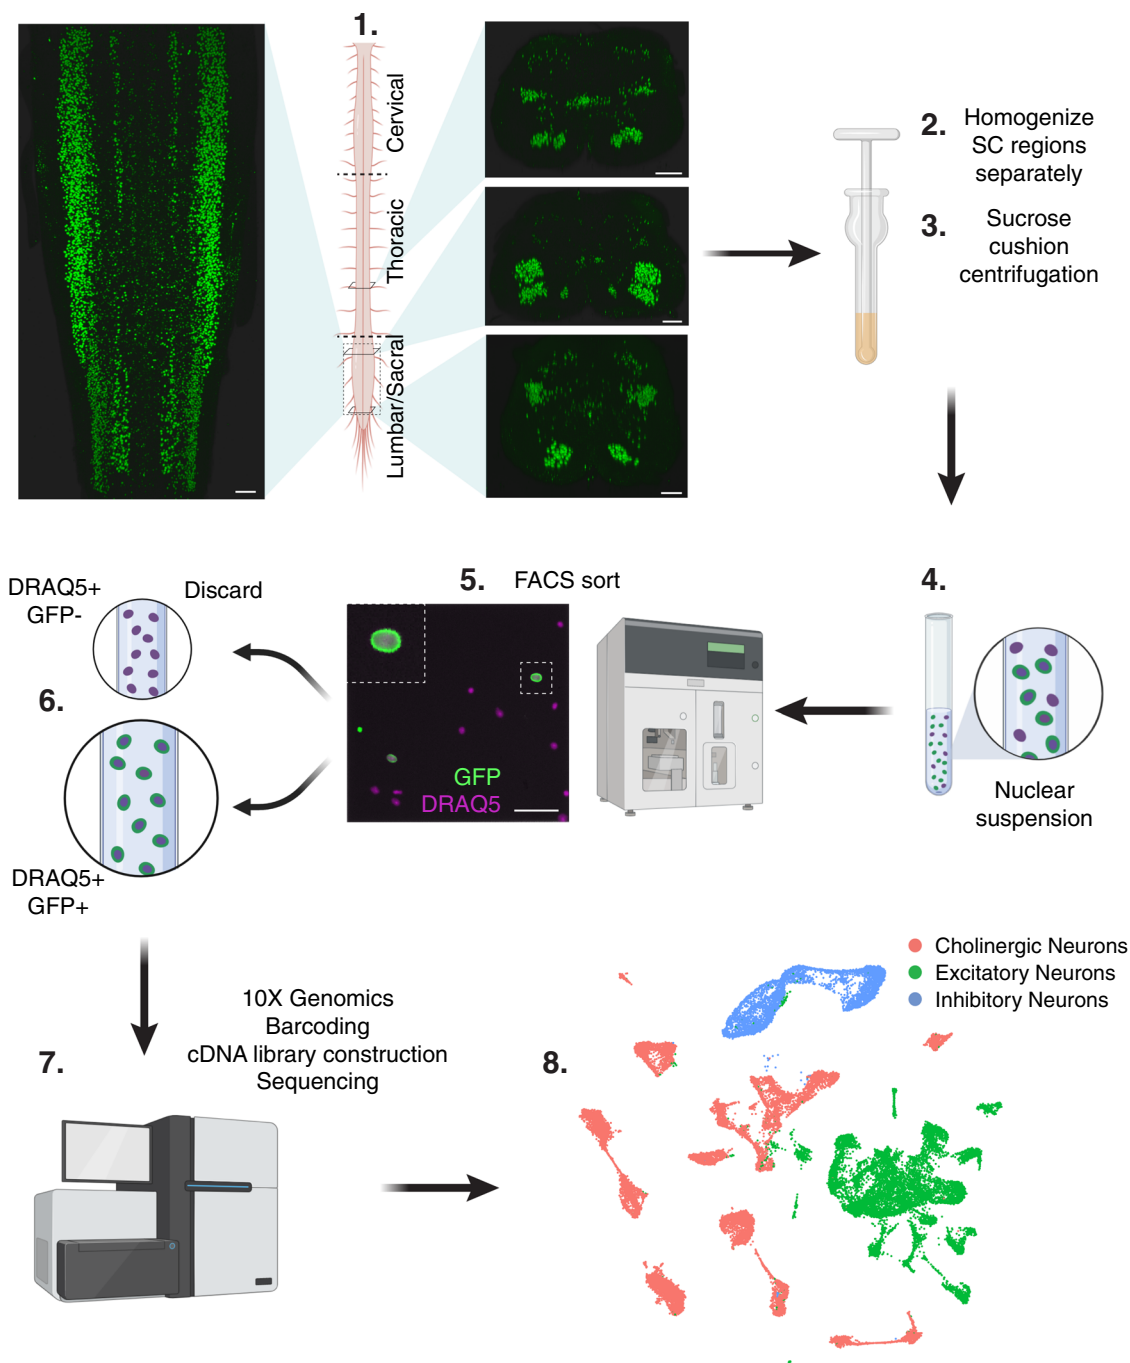 1.
Cervical
Thoracic
Lumbar/Sacral
2. Homogenize
SC regions
separately
3. Sucrose
cushion
centrifugation
4.
Nuclear
suspension
5. FACS sort
GFP
DRAQ5
DRAQ5+
GFP-
Discard
6.
DRAQ5+
GFP+
7.
10X Genomics
Barcoding
cDNA library construction
Sequencing
8.
Cholinergic Neurons
Excitatory Neurons
Inhibitory Neurons